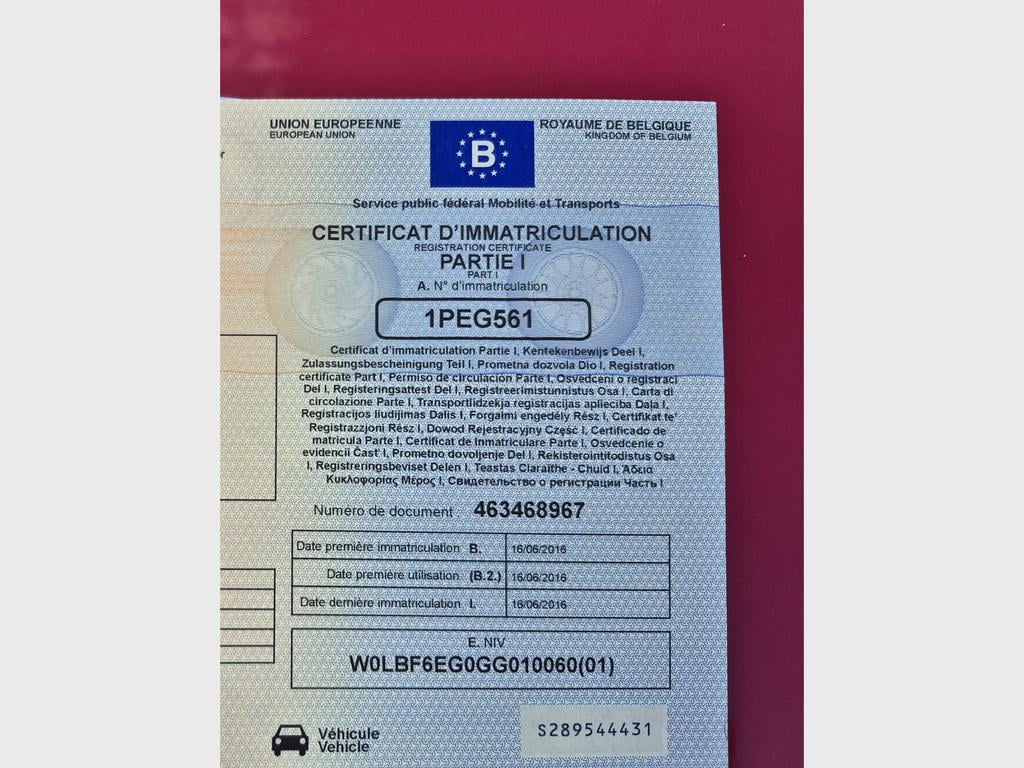 UNION EUROPEENNE
EUROPEAN UNION
B
ROYAUME DE BELGIQUE
KINGDOM OF BELGIUM
Service public fédéral Mobilité et Transports
CERTIFICAT D'IMMATRICULATION
REGISTRATION CERTIFICATE
PARTIE I
PART I
A. N° d'immatriculation
1PEG561
Certificat d'immatriculation Partie I, Kentekenbewijs Deel I,
Zulassungsbescheinigung Teil I, Prometna dozvola Dio I, Registration
certificate Part I, Permiso de circulación Parte I, Osvedceni o registraci
Del I, Registeringsattest Del I, Registreerimistunnistus Osa I, Carta di
circolazione Parte I, Transportlidzekja registracijas aplieciba Daļa I,
Registracijos liudijimas Dalis I, Forgalmi engedély Rész I, Certifikat te'
Registrazzjoni Rész I, Dowod Rejestracyjny Część I, Certificado de
matricula Parte I, Certificat de Inmatriculare Parte I, Osvedcenie o
evidencii Časť I, Prometno dovoljenje Del I, Rekisterointitodistus Osa
I, Registreringsbeviset Delen I, Teastas Claraithe - Chuid I, Άδεια
Κυκλοφορίας Μέρος I, Свидетельство о регистрации Часть I
Numéro de document 463468967
Date première immatriculation B. 16/06/2016
Date première utilisation (B.2.) 16/06/2016
Date dernière immatriculation I. 16/06/2016
E. NIV
W0LBF6EG0GG010060(01)
Véhicule
Vehicle
S289544431